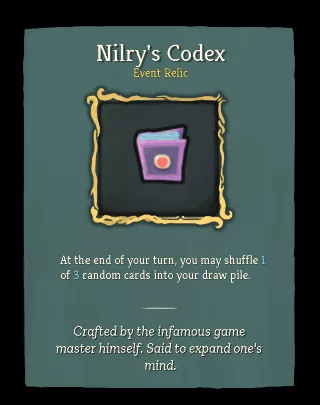 Nilry's Codex
Event Relic
At the end of your turn, you may shuffle 1
of 3 random cards into your draw pile.
Crafted by the infamous game
master himself. Said to expand one's
mind.